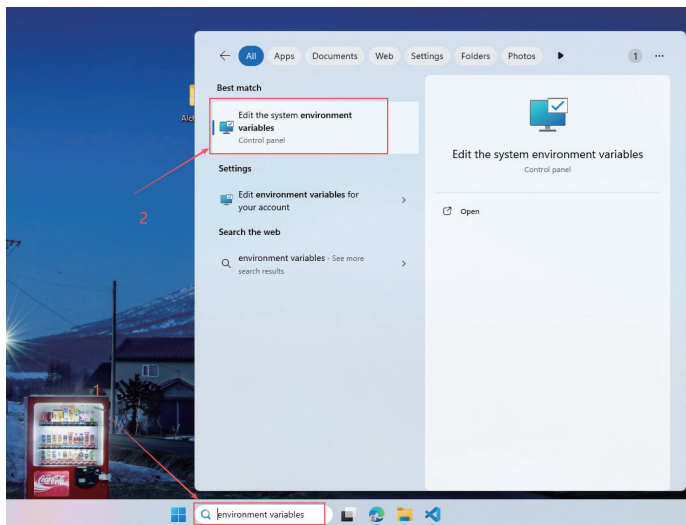 All Apps Documents Web Settings Folders Photos 1 ...
Best match
Edit the system environment
variables
Control panel
Edit the system environment variables
Control panel
Open
Settings
Edit environment variables for
your account
Search the web
environment variables - See more
search results
2
1
Coca-Cola
environment variables